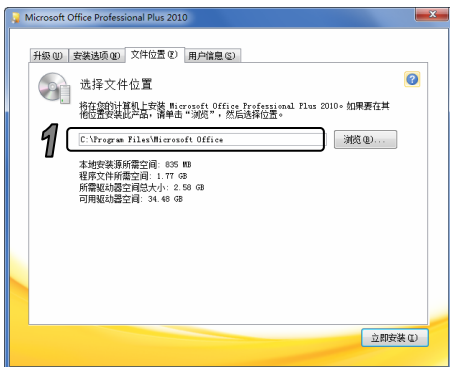 Microsoft Office Professional Plus 2010
升级(U) 安装选项(N) 文件位置(F) 用户信息(S)
选择文件位置
将在您的计算机上安装 Microsoft Office Professional Plus 2010。如果要在其
他位置安装此产品，请单击“浏览”，然后选择位置。
1
C:\Program Files\Microsoft Office
浏览(B)...
本地安装源所需空间: 835 MB
程序文件所需空间: 1.77 GB
所需驱动器空间总大小: 2.58 GB
可用驱动器空间: 34.48 GB
立即安装(I)